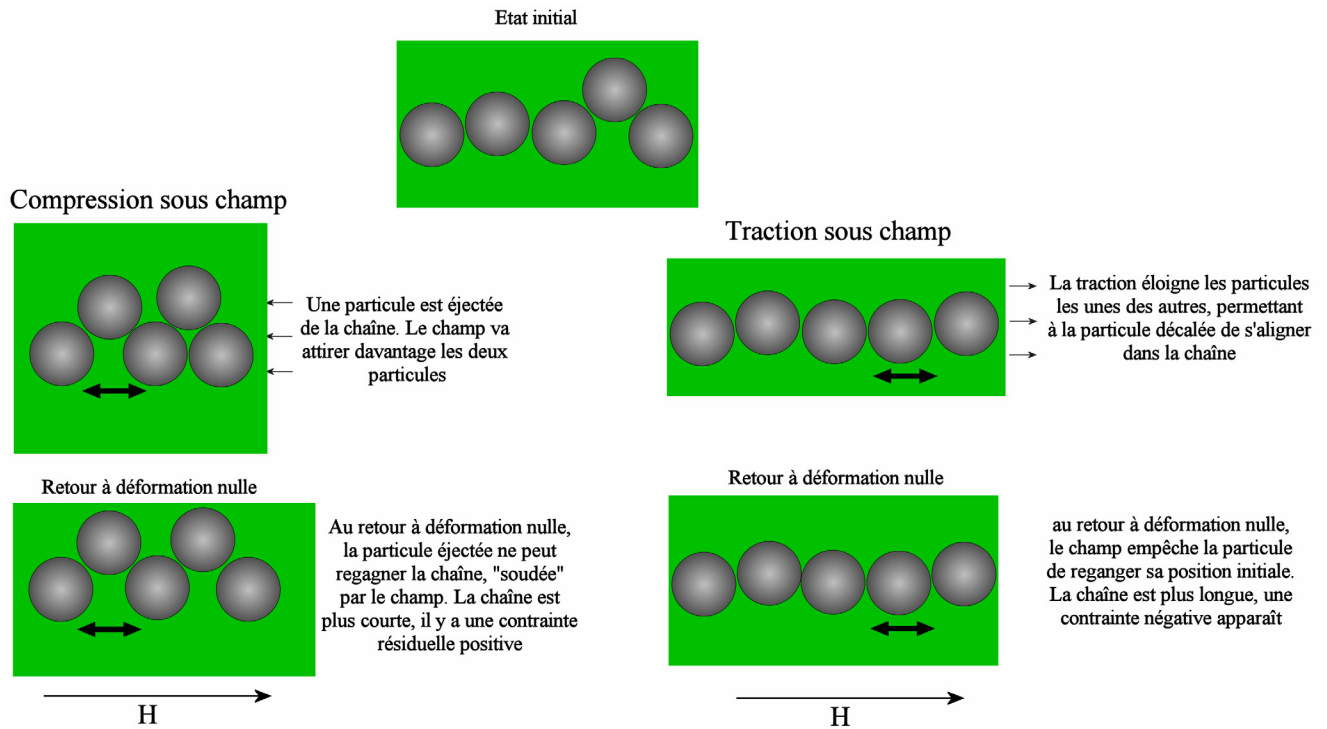 Etat initial
Compression sous champ
Une particule est éjectée
de la chaîne. Le champ va
attirer davantage les deux
particules
Traction sous champ
La traction éloigne les particules
les unes des autres, permettant
à la particule décalée de s'aligner
dans la chaîne
Retour à déformation nulle
Au retour à déformation nulle,
la particule éjectée ne peut
regagner la chaîne, "soudée"
par le champ. La chaîne est
plus courte, il y a une contrainte
résiduelle positive
H
Retour à déformation nulle
au retour à déformation nulle,
le champ empêche la particule
de reganger sa position initiale.
La chaîne est plus longue, une
contrainte négative apparaît
H